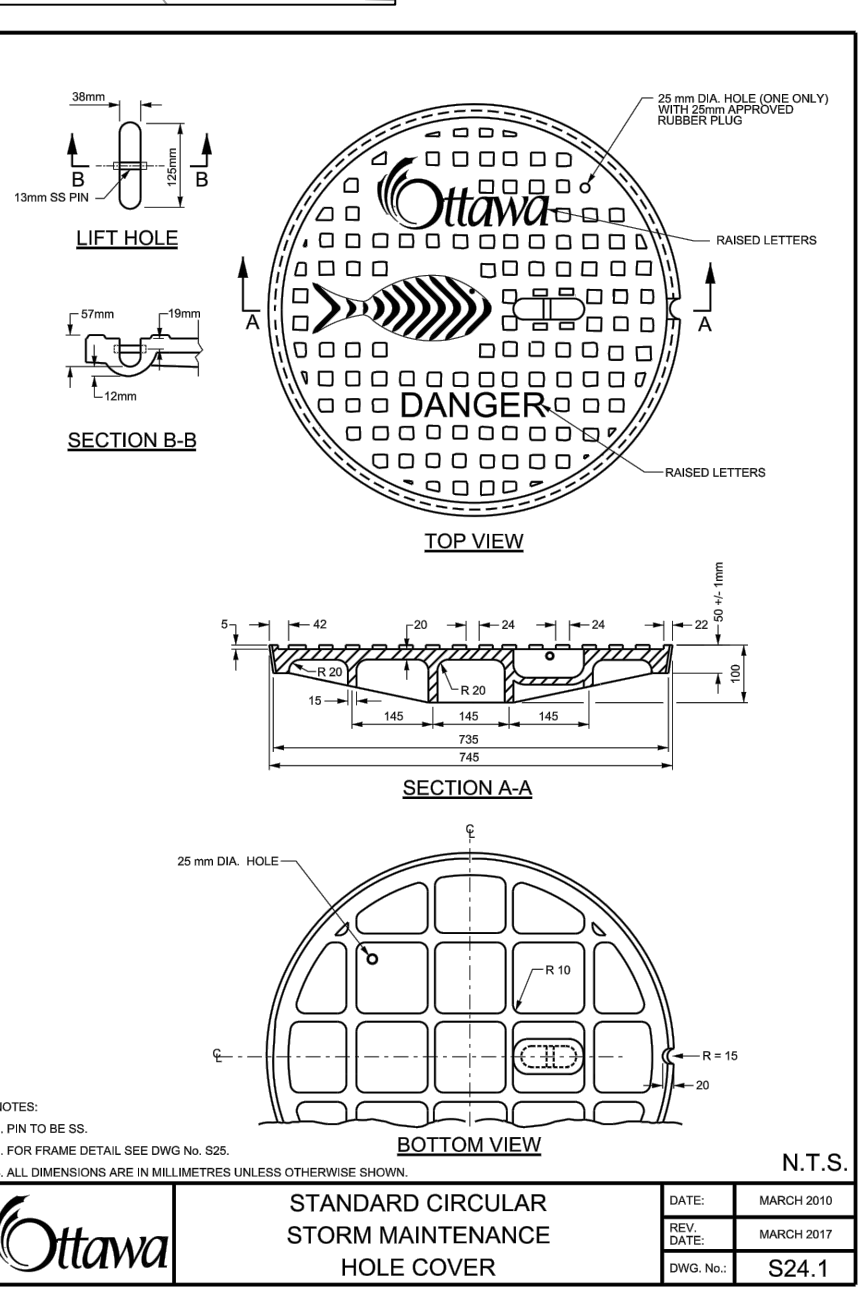 38mm
125mm
B
B
13mm SS PIN
LIFT HOLE
57mm
19mm
12mm
SECTION B-B
25 mm DIA. HOLE (ONE ONLY)
WITH 25mm APPROVED
RUBBER PLUG
Ottawa
RAISED LETTERS
A
A
DANGER
RAISED LETTERS
TOP VIEW
5
42
20
24
24
22
50 +/- 1mm
100
R 20
R 20
15
145
145
145
735
745
SECTION A-A
25 mm DIA. HOLE
R 10
R = 15
20
BOTTOM VIEW
NOTES:
. PIN TO BE SS.
. FOR FRAME DETAIL SEE DWG No. S25.
. ALL DIMENSIONS ARE IN MILLIMETRES UNLESS OTHERWISE SHOWN.
N.T.S.
Ottawa
STANDARD CIRCULAR
STORM MAINTENANCE
HOLE COVER
DATE: MARCH 2010
REV.
DATE: MARCH 2017
DWG. No.: S24.1